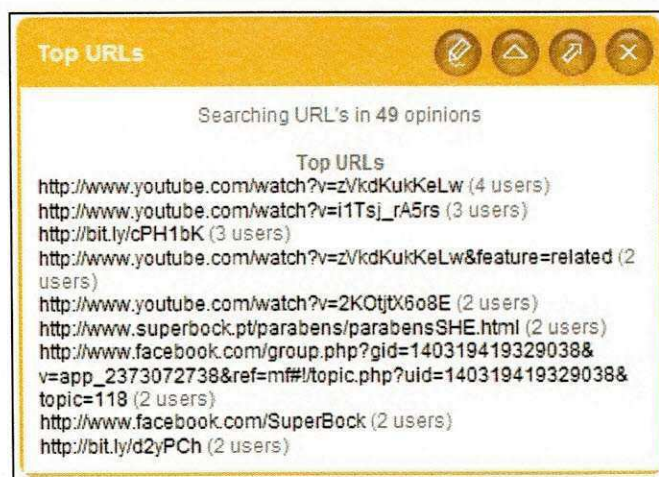 Top URLs
Searching URL's in 49 opinions
Top URLs
http://www.youtube.com/watch?v=zVkdKukKeLw (4 users)
http://www.youtube.com/watch?v=i1Tsj_rA5rs (3 users)
http://bit.ly/cPH1bK (3 users)
http://www.youtube.com/watch?v=zVkdKukKeLw&feature=related (2
users)
http://www.youtube.com/watch?v=2KOtjtX6o8E (2 users)
http://www.superbock.pt/parabens/parabensSHE.html (2 users)
http://www.facebook.com/group.php?gid=140319419329038&
v=app_2373072738&ref=mf#!/topic.php?uid=140319419329038&
topic=118 (2 users)
http://www.facebook.com/SuperBock (2 users)
http://bit.ly/d2yPCh (2 users)